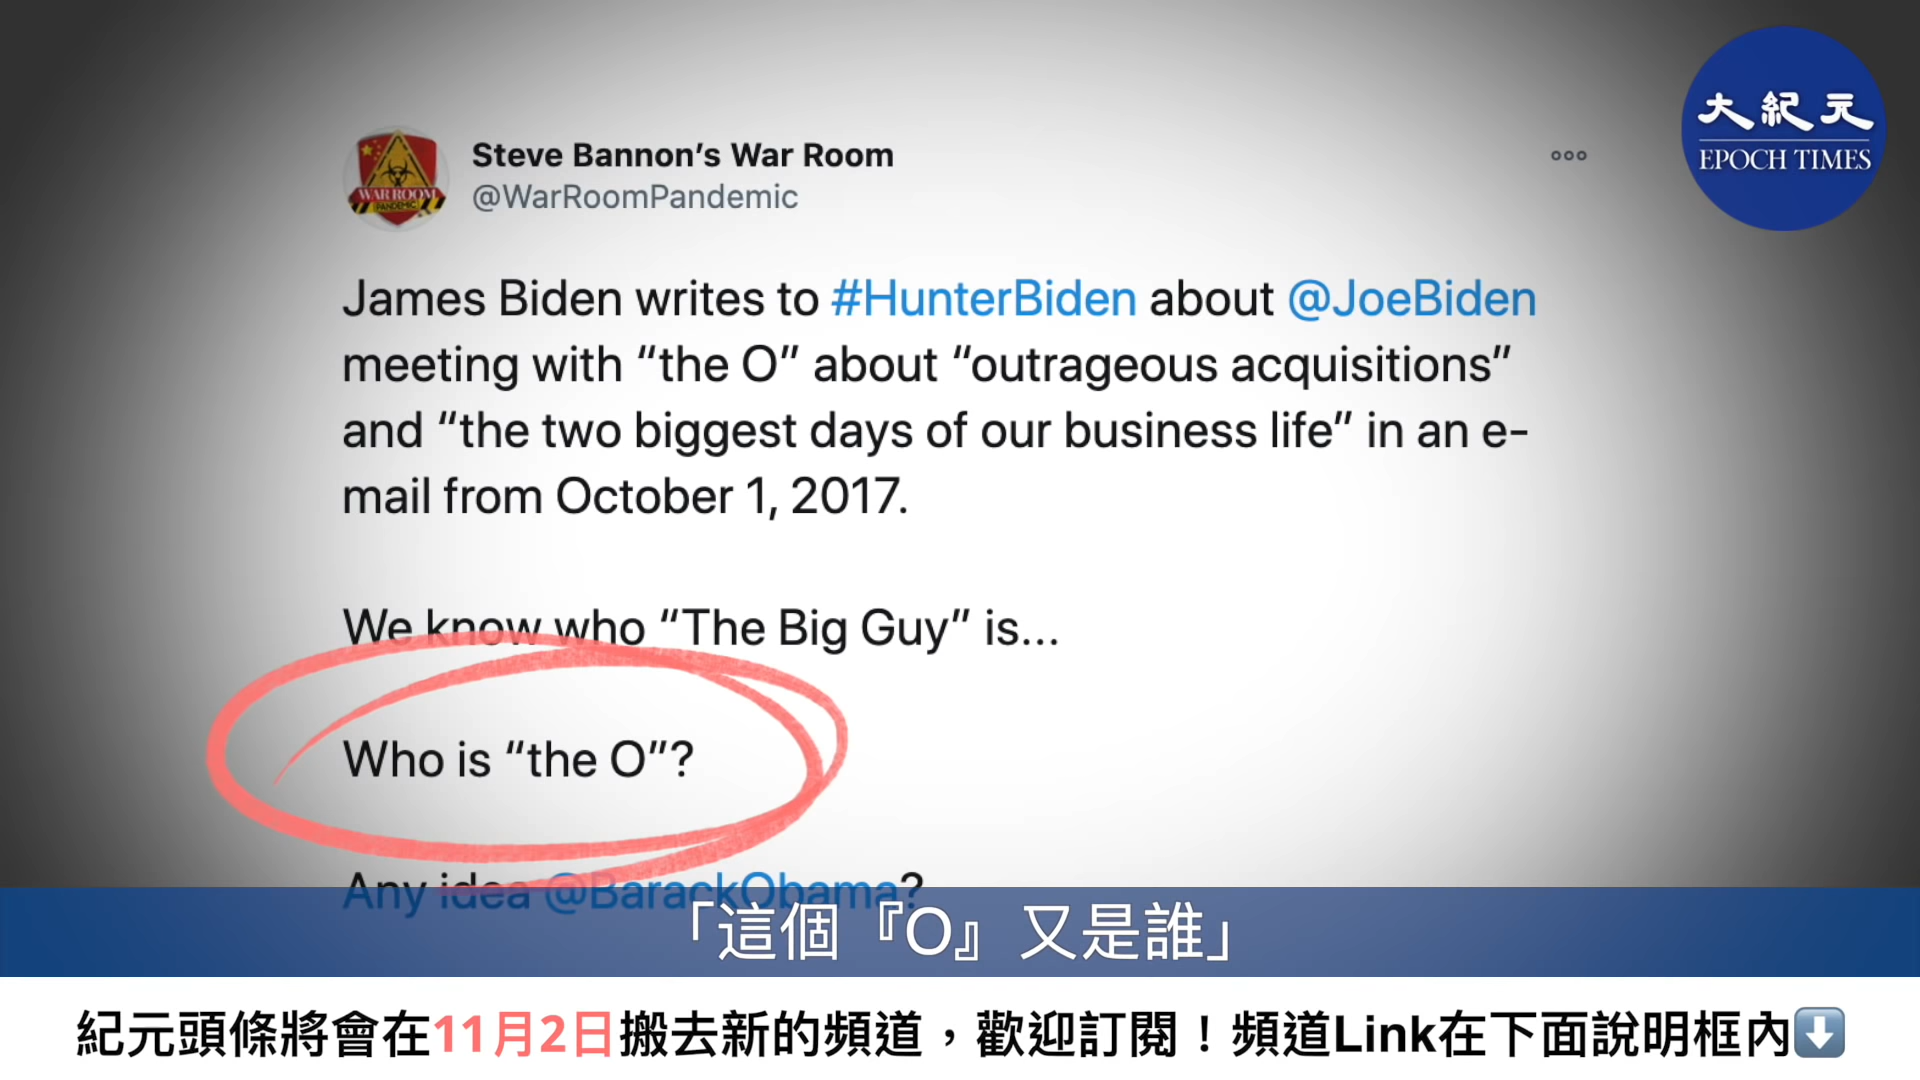 大紀元
EPOCH TIMES
Steve Bannon’s War Room
@WarRoomPandemic
WAR ROOM
PANDEMIC
James Biden writes to #HunterBiden about @JoeBiden
meeting with “the O” about “outrageous acquisitions”
and “the two biggest days of our business life” in an e-
mail from October 1, 2017.
We know who “The Big Guy” is...
Who is “the O”?
Any idea @BarackObama?
「這個『O』又是誰」
紀元頭條將會在11月2日搬去新的頻道，歡迎訂閱！頻道Link在下面說明框內⬇️